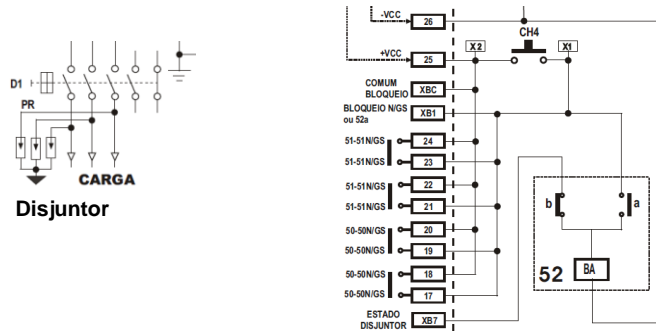 D1
PR
CARGA
Disjuntor
-VCC
26
CH4
+VCC
25
X2
X1
COMUM
BLOQUEIO
XBC
BLOQUEIO N/GS
ou 52a
XB1
51-51N/GS
24
51-51N/GS
23
51-51N/GS
22
51-51N/GS
21
50-50N/GS
20
50-50N/GS
19
50-50N/GS
18
50-50N/GS
17
ESTADO
DISJUNTOR
XB7
b
a
52
BA